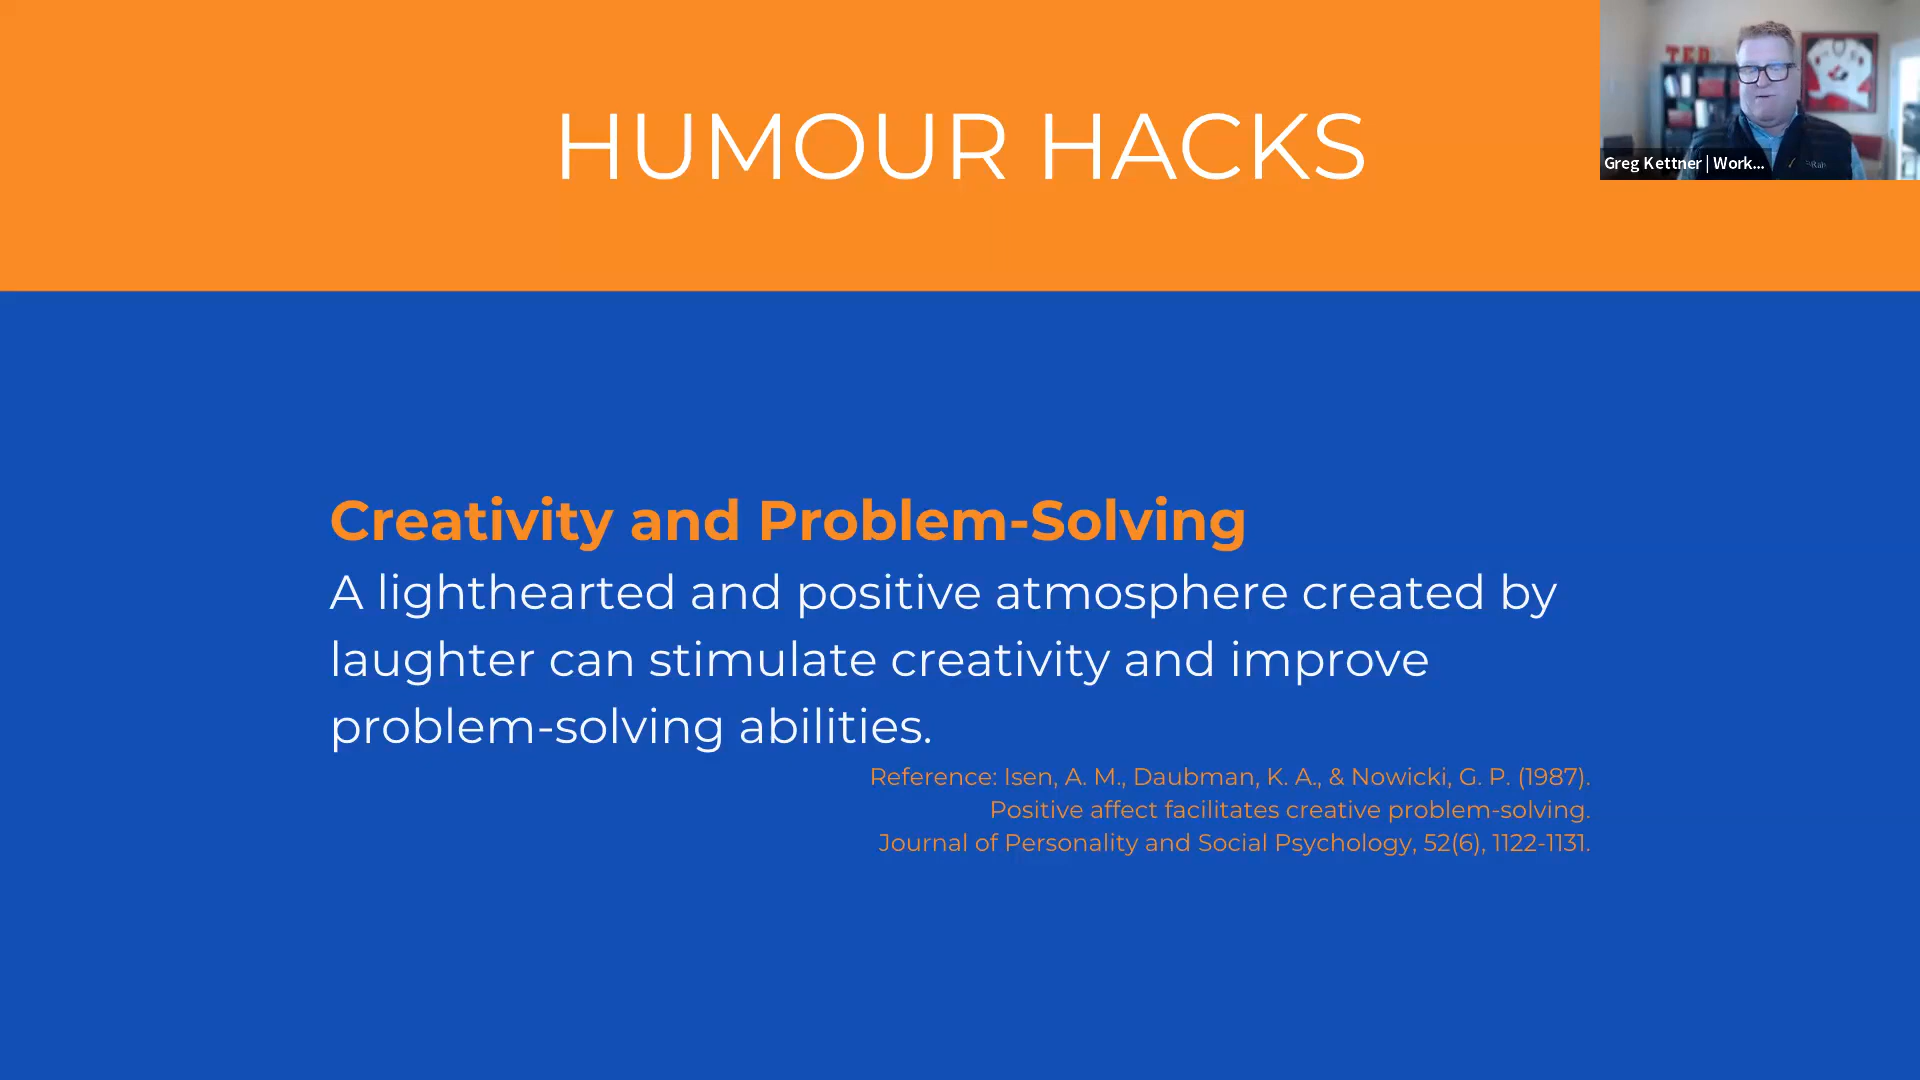 HUMOUR HACKS
TED
Greg Kettner | Work...
Creativity and Problem-Solving
A lighthearted and positive atmosphere created by
laughter can stimulate creativity and improve
problem-solving abilities.
Reference: Isen, A. M., Daubman, K. A., & Nowicki, G. P. (1987).
Positive affect facilitates creative problem-solving.
Journal of Personality and Social Psychology, 52(6), 1122-1131.